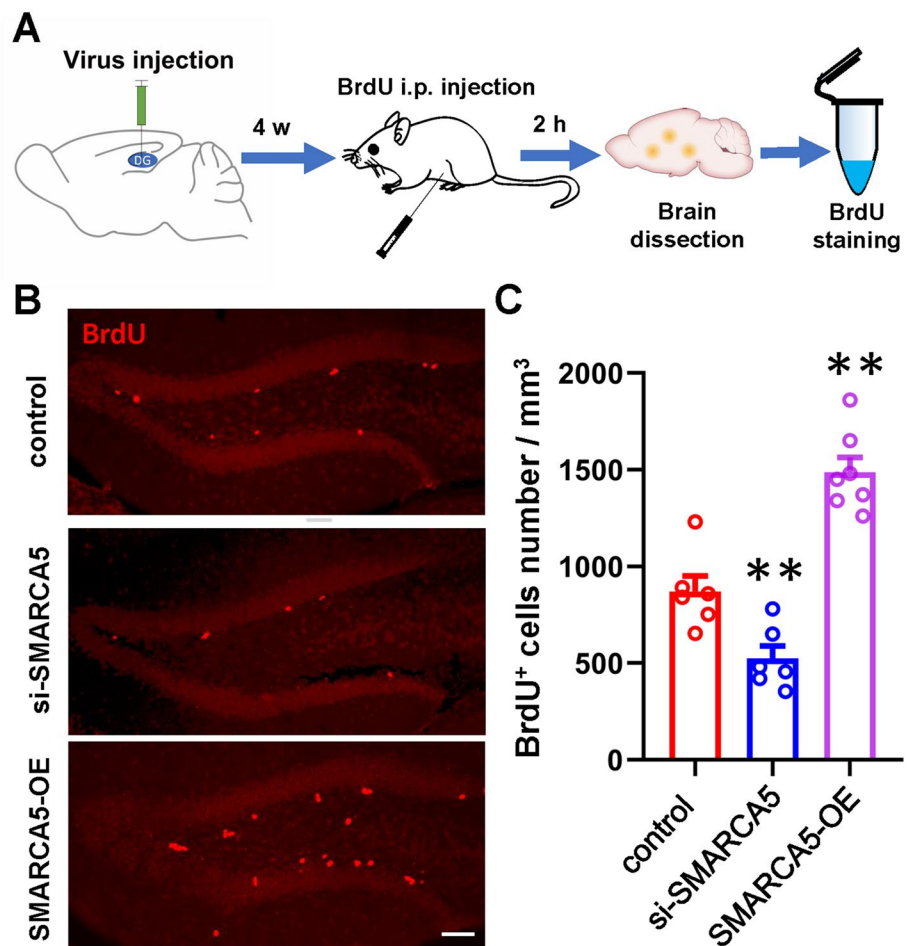 A
Virus injection
DG
4 w
BrdU i.p. injection
2 h
Brain
dissection
BrdU
staining
B
BrdU
control
si-SMARCA5
SMARCA5-OE
C
BrdU⁺ cells number / mm³
2000
1500
1000
500
0
**
**
control
si-SMARCA5
SMARCA5-OE